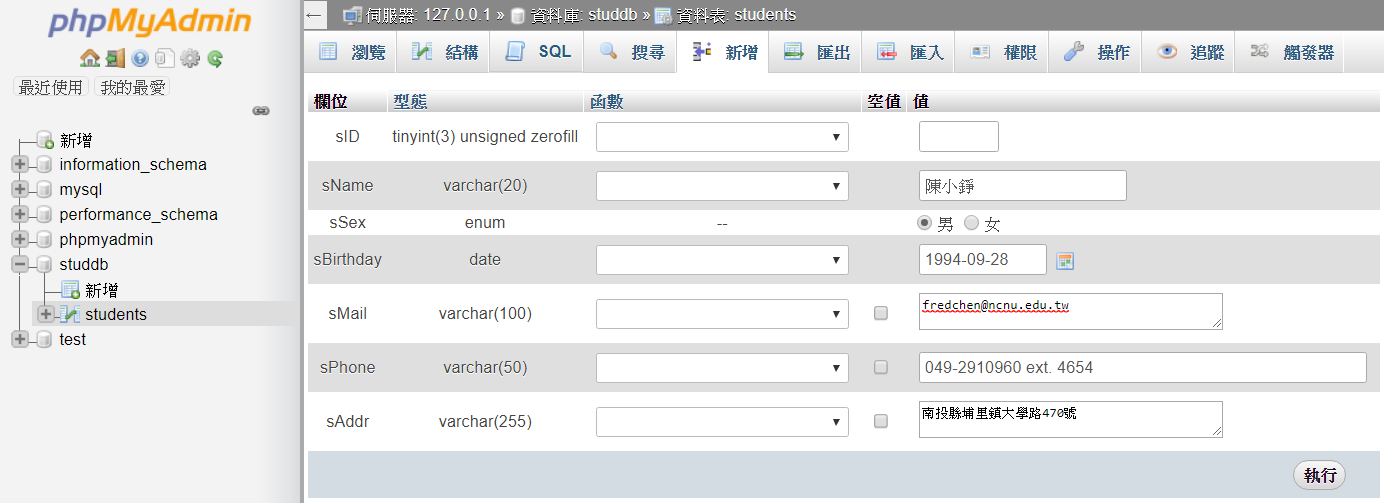 phpMyAdmin
最近使用 我的最愛
新增
information_schema
mysql
performance_schema
phpmyadmin
studdb
新增
students
test
← 伺服器: 127.0.0.1 » 資料庫: studdb » 資料表: students
瀏覽 結構 SQL 搜尋 新增 匯出 匯入 權限 操作 追蹤 觸發器
欄位 型態 函數 空值 值
sID tinyint(3) unsigned zerofill
sName varchar(20) 陳小錚
sSex enum -- 男 女
sBirthday date 1994-09-28
sMail varchar(100) fredchen@ncnu.edu.tw
sPhone varchar(50) 049-2910960 ext. 4654
sAddr varchar(255) 南投縣埔里鎮大學路470號
執行